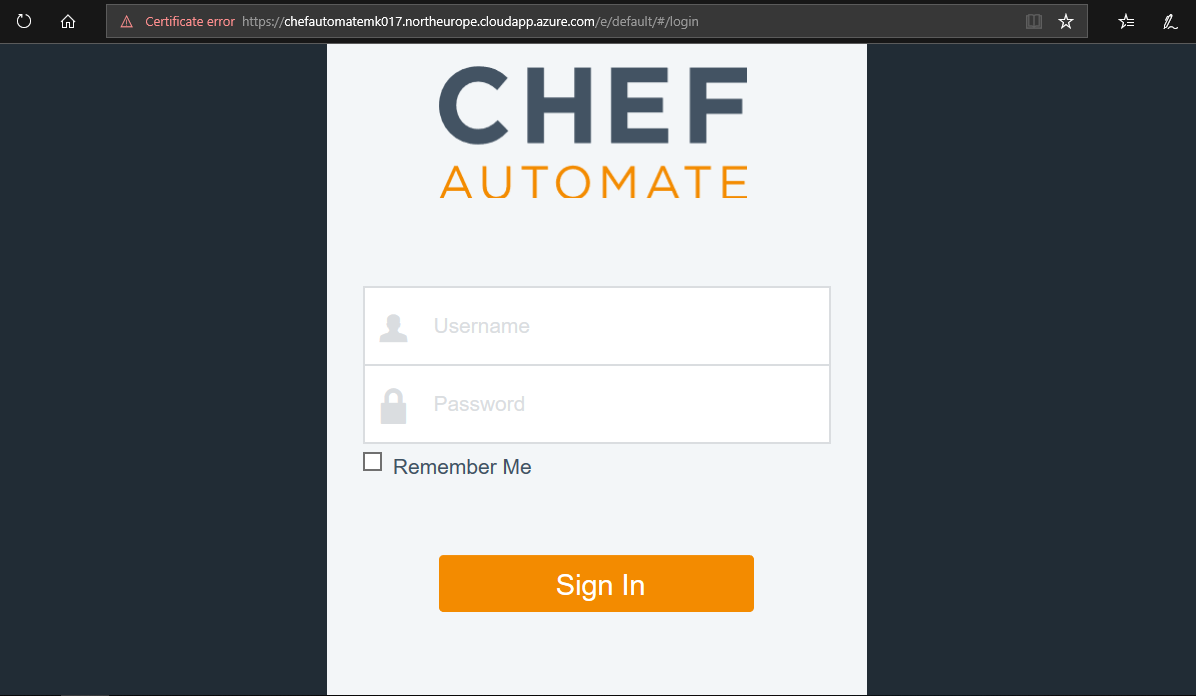 Certificate error https://chefautomatemk017.northeurope.cloudapp.azure.com/e/default/#/login
CHEF
AUTOMATE
Username
Password
Remember Me
Sign In